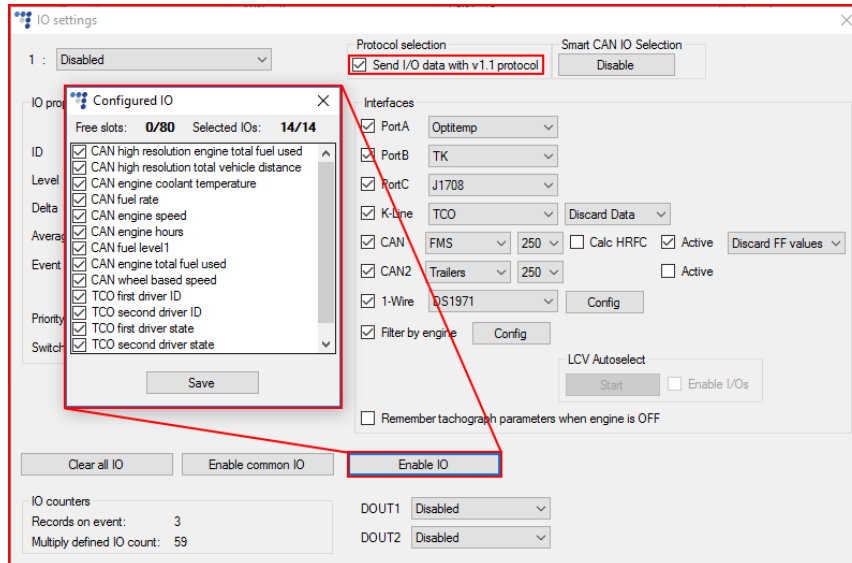 IO settings
1 : Disabled
Protocol selection
Send I/O data with v1.1 protocol
Smart CAN IO Selection
Disable
IO prop
ID
Level
Delta
Averag
Event
Priority
Switch
Configured IO
Free slots: 0/80 Selected IOs: 14/14
CAN high resolution engine total fuel used
CAN high resolution total vehicle distance
CAN engine coolant temperature
CAN fuel rate
CAN engine speed
CAN engine hours
CAN fuel level1
CAN engine total fuel used
CAN wheel based speed
TCO first driver ID
TCO second driver ID
TCO first driver state
TCO second driver state
Save
Interfaces
PortA Optitemp
PortB TK
PortC J1708
K-Line TCO Discard Data
CAN FMS 250 Calc HRFC Active Discard FF values
CAN2 Trailers 250 Active
1-Wire DS1971 Config
Filter by engine Config
LCV Autoselect
Start Enable I/Os
Remember tachograph parameters when engine is OFF
Clear all IO Enable common IO Enable IO
IO counters
Records on event: 3
Multiply defined IO count: 59
DOUT1 Disabled
DOUT2 Disabled